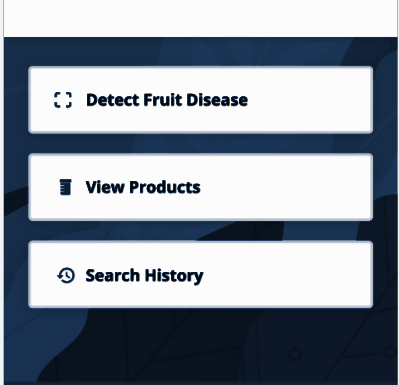 Detect Fruit Disease
View Products
Search History